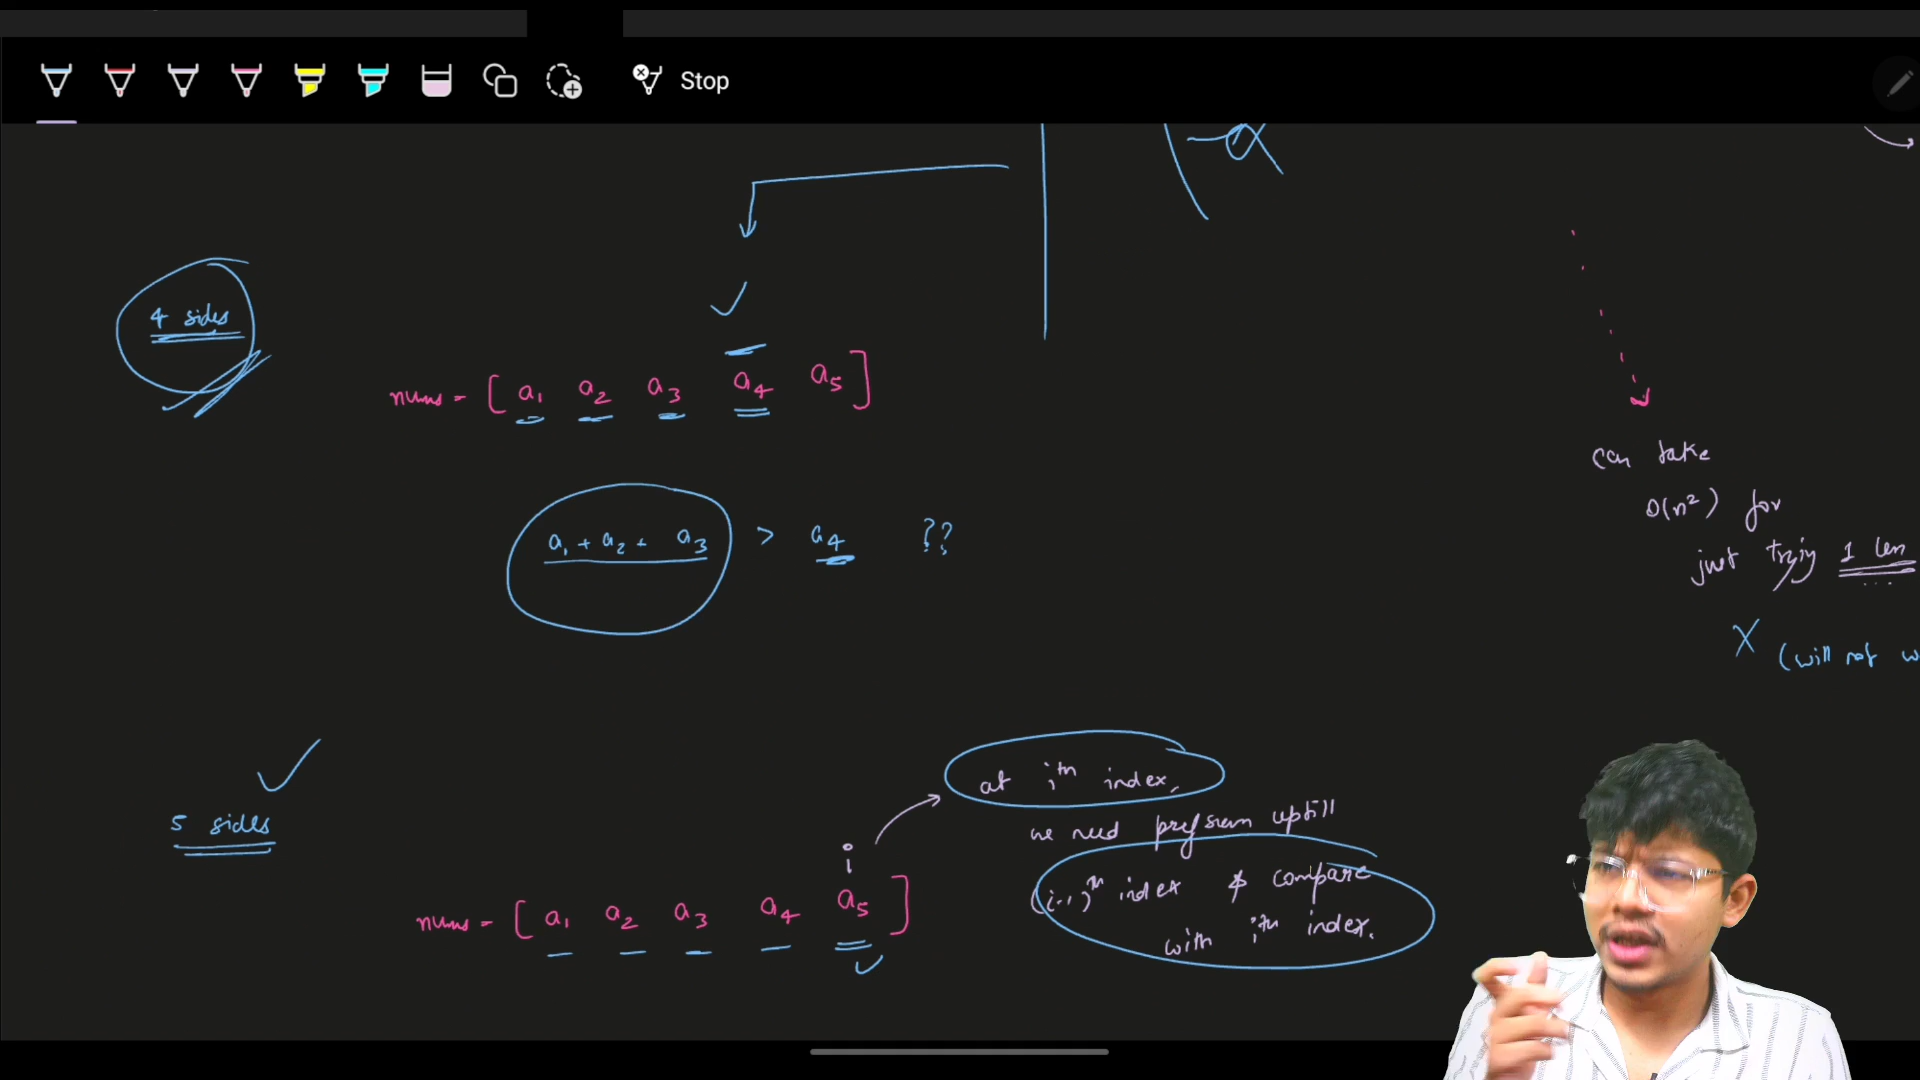 Stop
4 sides
nums = [ a1 a2 a3 a4 a5 ]
a1 + a2 + a3 > a4 ??
can take
O(n²) for
just trying 1 len
...
X (will not w
5 sides
at ith index,
we need prefsum uptill
(i-1)th index & compare
with ith index.
i
nums = [ a1 a2 a3 a4 a5 ]